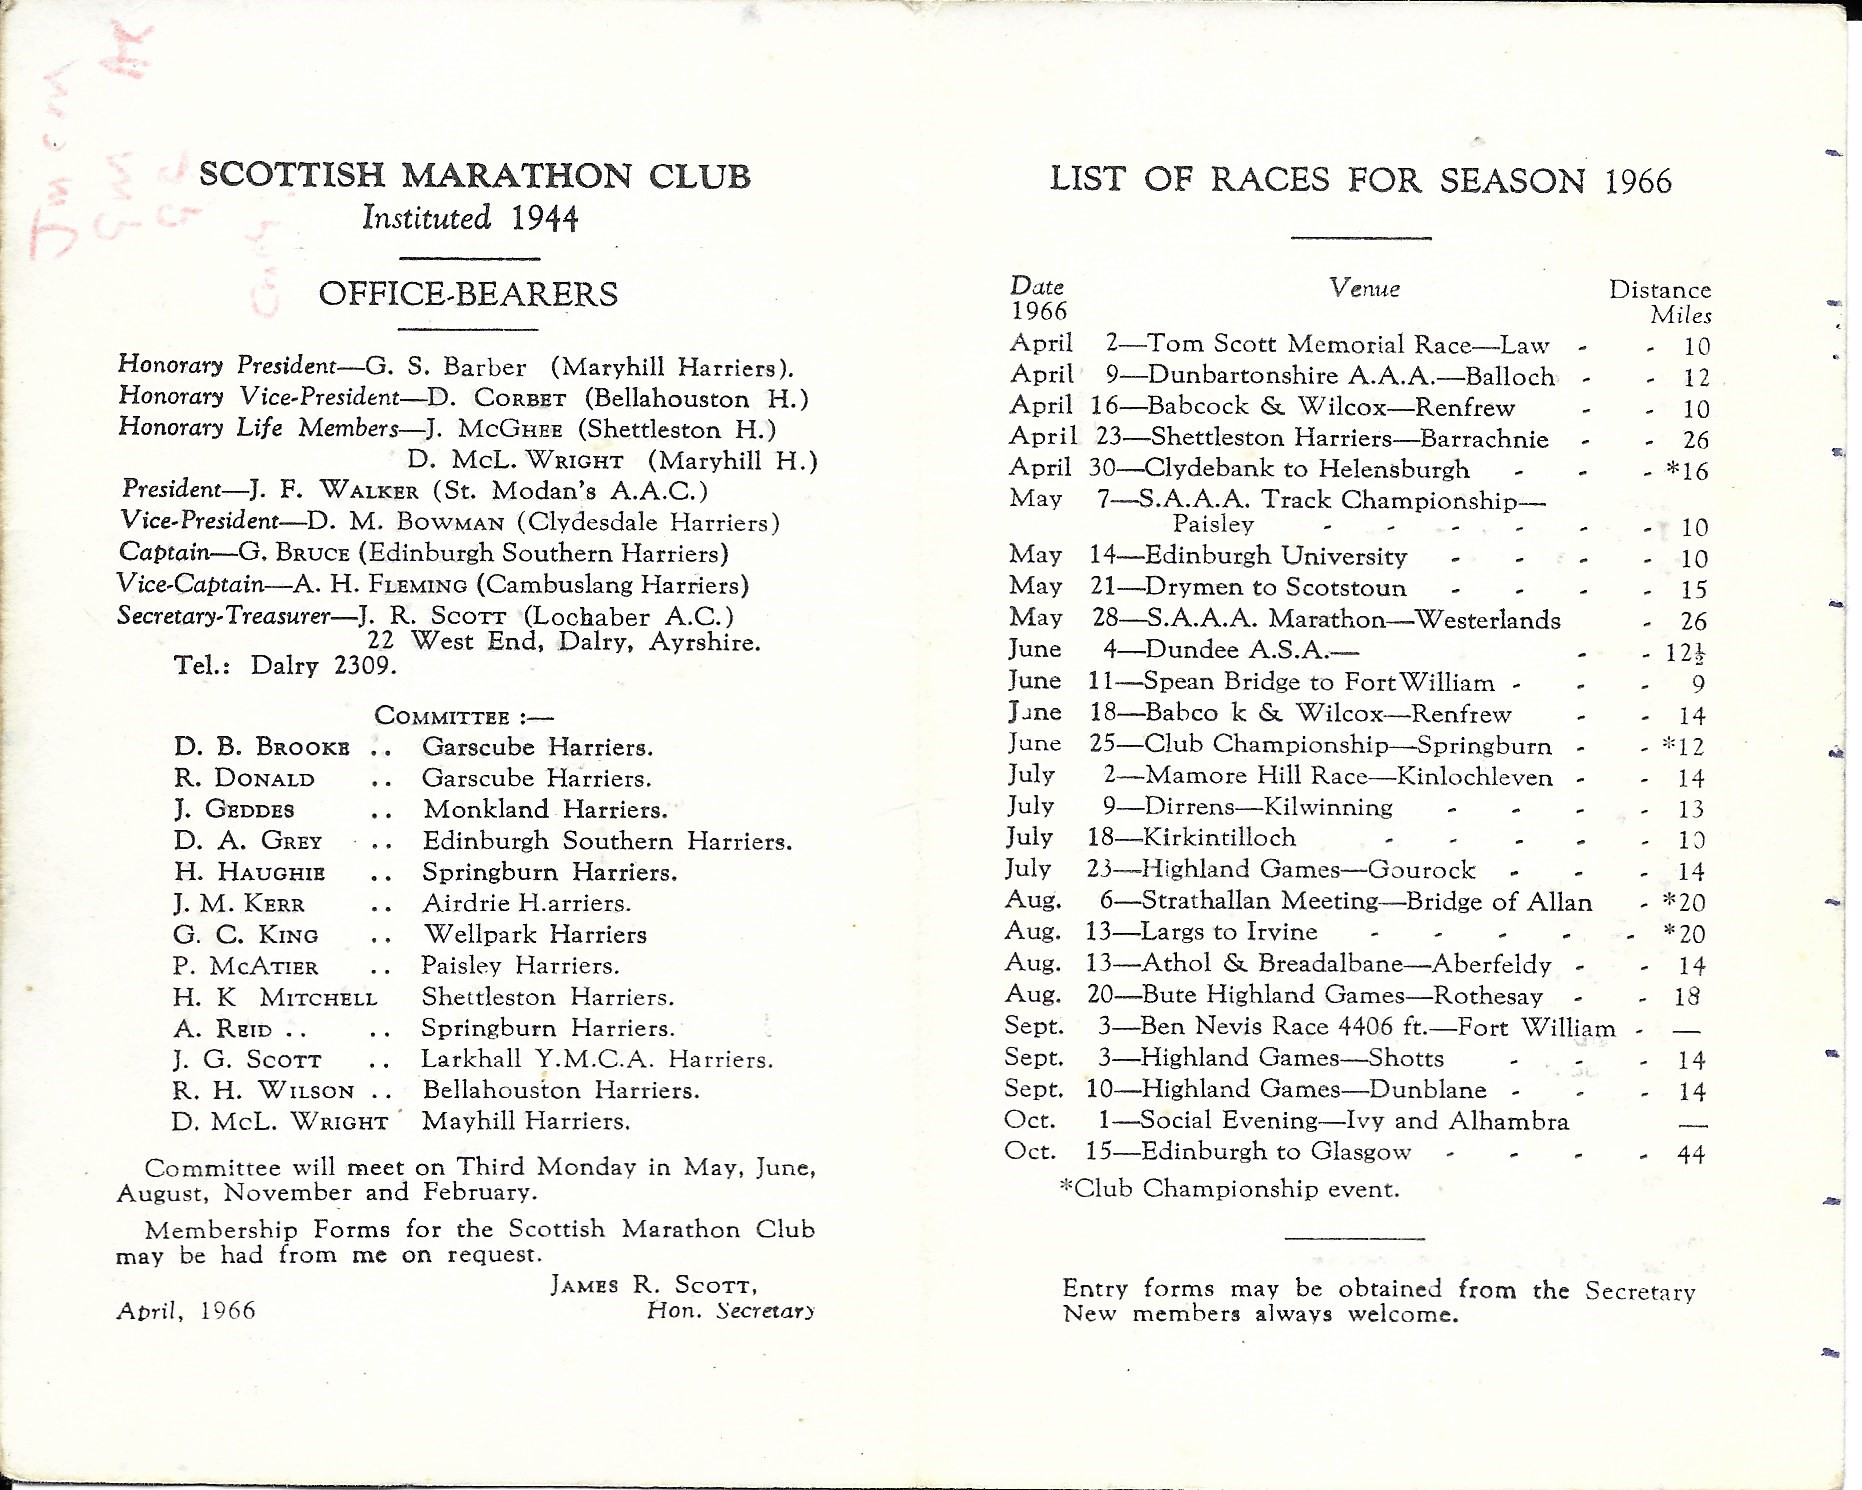 SCOTTISH MARATHON CLUB
Instituted 1944
OFFICE-BEARERS
Honorary President—G. S. Barber (Maryhill Harriers).
Honorary Vice-President—D. CORBET (Bellahouston H.)
Honorary Life Members—J. MCGHEE (Shettleston H.)
D. MCL. WRIGHT (Maryhill H.)
President—J. F. WALKER (St. Modan's A.A.C.)
Vice-President—D. M. BOWMAN (Clydesdale Harriers)
Captain—G. BRUCE (Edinburgh Southern Harriers)
Vice-Captain—A. H. FLEMING (Cambuslang Harriers)
Secretary-Treasurer—J. R. SCOTT (Lochaber A.C.)
22 West End, Dalry, Ayrshire.
Tel.: Dalry 2309.
COMMITTEE :—
D. B. BROOKE .. Garscube Harriers.
R. DONALD .. Garscube Harriers.
J. GEDDES .. Monkland Harriers.
D. A. GREY .. Edinburgh Southern Harriers.
H. HAUGHIE .. Springburn Harriers.
J. M. KERR .. Airdrie H.arriers.
G. C. KING .. Wellpark Harriers
P. MCATIER .. Paisley Harriers.
H. K MITCHELL Shettleston Harriers.
A. REID .. .. Springburn Harriers.
J. G. SCOTT .. Larkhall Y.M.C.A. Harriers.
R. H. WILSON .. Bellahouston Harriers.
D. MCL. WRIGHT Mayhill Harriers.
Committee will meet on Third Monday in May, June,
August, November and February.
Membership Forms for the Scottish Marathon Club
may be had from me on request.
JAMES R. SCOTT,
April, 1966 Hon. Secretary
LIST OF RACES FOR SEASON 1966
Date Venue Distance
1966 Miles
April 2—Tom Scott Memorial Race—Law - - 10
April 9—Dunbartonshire A.A.A.—Balloch - - 12
April 16—Babcock & Wilcox—Renfrew - - 10
April 23—Shettleston Harriers—Barrachnie - - 26
April 30—Clydebank to Helensburgh - - - *16
May 7—S.A.A.A. Track Championship—
Paisley - - - - - - 10
May 14—Edinburgh University - - - - 10
May 21—Drymen to Scotstoun - - - - 15
May 28—S.A.A.A. Marathon—Westerlands - 26
June 4—Dundee A.S.A.— - - 12½
June 11—Spean Bridge to Fort William - - - 9
June 18—Babco k & Wilcox—Renfrew - - 14
June 25—Club Championship—Springburn - - *12
July 2—Mamore Hill Race—Kinlochleven - - 14
July 9—Dirrens—Kilwinning - - - - 13
July 18—Kirkintilloch - - - - - 10
July 23—Highland Games—Gourock - - - 14
Aug. 6—Strathallan Meeting—Bridge of Allan - *20
Aug. 13—Largs to Irvine - - - - - *20
Aug. 13—Athol & Breadalbane—Aberfeldy - - 14
Aug. 20—Bute Highland Games—Rothesay - - 18
Sept. 3—Ben Nevis Race 4406 ft.—Fort William - —
Sept. 3—Highland Games—Shotts - - - 14
Sept. 10—Highland Games—Dunblane - - - 14
Oct. 1—Social Evening—Ivy and Alhambra —
Oct. 15—Edinburgh to Glasgow - - - - 44
*Club Championship event.
Entry forms may be obtained from the Secretary
New members always welcome.